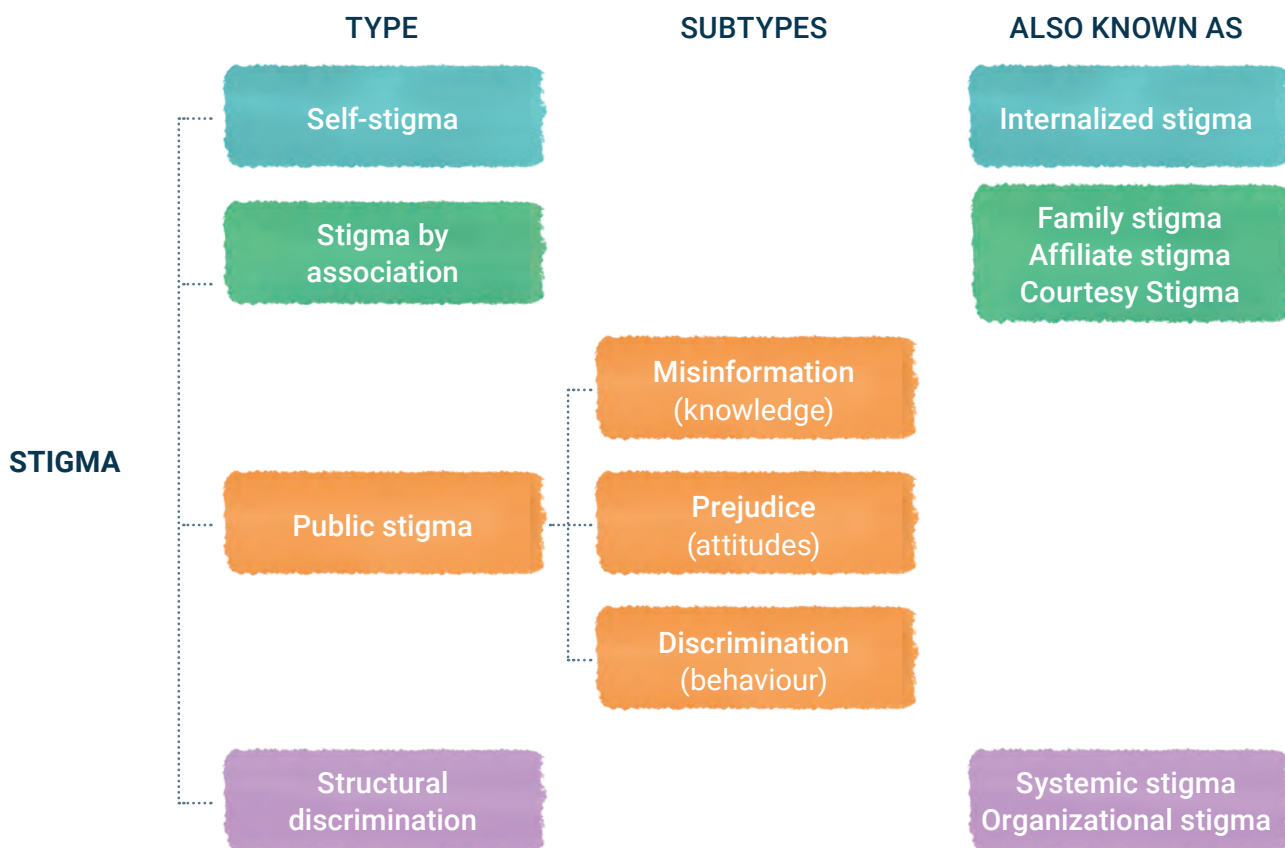 TYPE
SUBTYPES
ALSO KNOWN AS
Self-stigma
Internalized stigma
Stigma by
association
Family stigma
Affiliate stigma
Courtesy Stigma
STIGMA
Public stigma
Misinformation
(knowledge)
Prejudice
(attitudes)
Discrimination
(behaviour)
Structural
discrimination
Systemic stigma
Organizational stigma